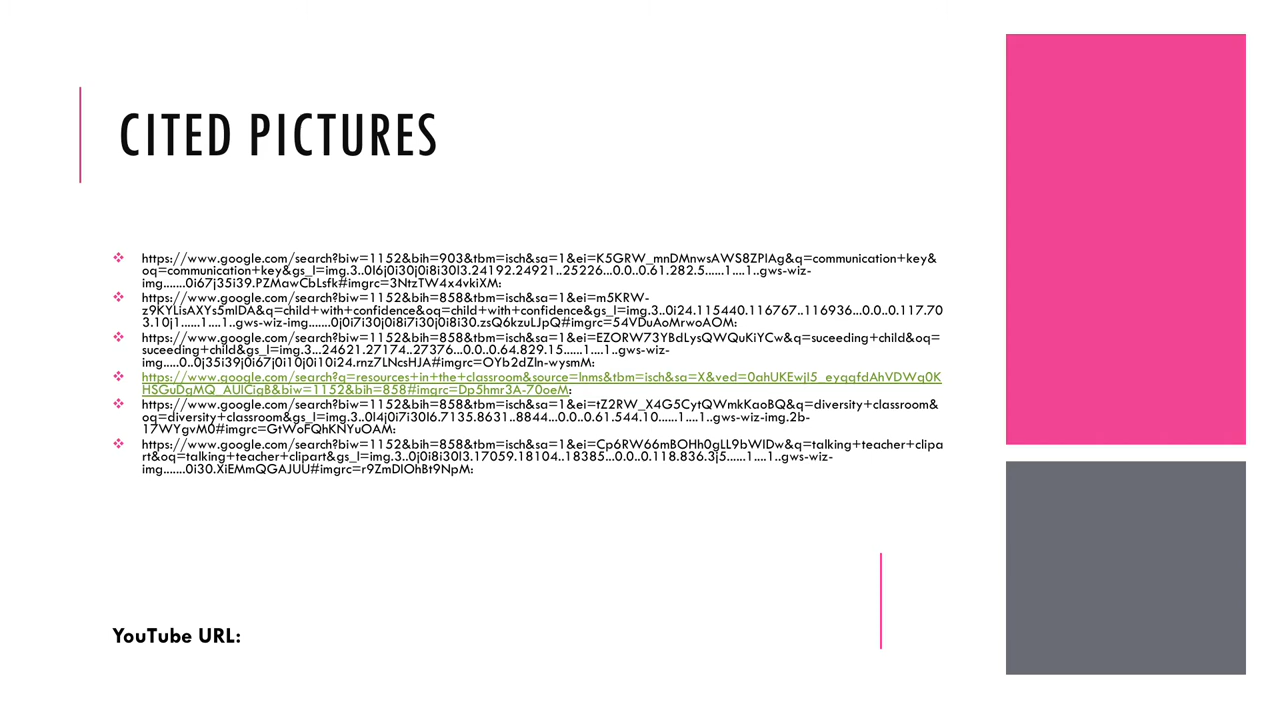 CITED PICTURES
https://www.google.com/search?biw=1152&bih=903&tbm=isch&sa=1&ei=K5GRW_mnDMnwsAWS8ZPIAg&q=communication+key&
oq=communication+key&gs_l=img.3..0l6j0i30j0i8i30l3.24192.24921..25226...0.0..0.61.282.5......1....1..gws-wiz-
img.......0i67j35i39.PZMawCbLsfk#imgrc=3NtzTW4x4vkiXM:
https://www.google.com/search?biw=1152&bih=858&tbm=isch&sa=1&ei=m5KRW-
z9KYLisAXYs5mIDA&q=child+with+confidence&oq=child+with+confidence&gs_l=img.3..0i24.115440.116767..116936...0.0..0.117.70
3.10j1......1....1..gws-wiz-img.......0j0i7i30j0i8i7i30j0i8i30.zsQ6kzuLJpQ#imgrc=54VDuAoMrwoAOM:
https://www.google.com/search?biw=1152&bih=858&tbm=isch&sa=1&ei=EZORW73YBdLysQWQuKiYCw&q=suceeding+child&oq=
suceeding+child&gs_l=img.3...24621.27174..27376...0.0..0.64.829.15......1....1..gws-wiz-
img.....0..0j35i39j0i67j0i10j0i10i24.rnz7LNcsHJA#imgrc=OYb2dZln-wysmM:
https://www.google.com/search?q=resources+in+the+classroom&source=lnms&tbm=isch&sa=X&ved=0ahUKEwjI5_eyqqfdAhVDWq0K
HSGuDgMQ_AUICigB&biw=1152&bih=858#imgrc=Dp5hmr3A-70oeM:
https://www.google.com/search?biw=1152&bih=858&tbm=isch&sa=1&ei=tZ2RW_X4G5CytQWmkKaoBQ&q=diversity+classroom&
oq=diversity+classroom&gs_l=img.3..0l4j0i7i30l6.7135.8631..8844...0.0..0.61.544.10......1....1..gws-wiz-img.2b-
17WYgvM0#imgrc=GtWoFQhKNYuOAM:
https://www.google.com/search?biw=1152&bih=858&tbm=isch&sa=1&ei=Cp6RW66mBOHh0gLL9bWIDw&q=talking+teacher+clipa
rt&oq=talking+teacher+clipart&gs_l=img.3..0j0i8i30l3.17059.18104..18385...0.0..0.118.836.3j5......1....1..gws-wiz-
img.......0i30.XiEMmQGAJUU#imgrc=r9ZmDlOhBt9NpM:
YouTube URL: